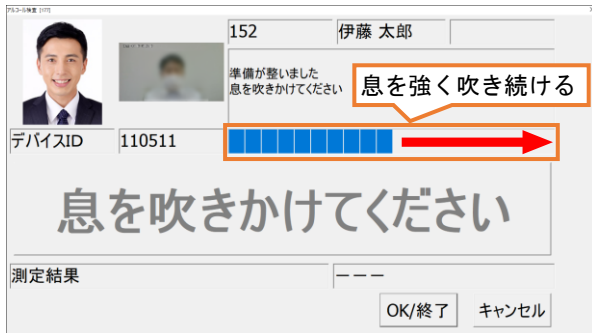 アルコール検査 [177]
152
伊藤 太郎
準備が整いました
息を吹きかけてください
息を強く吹き続ける
デバイスID
110511
息を吹きかけてください
測定結果
ーーー
OK/終了
キャンセル